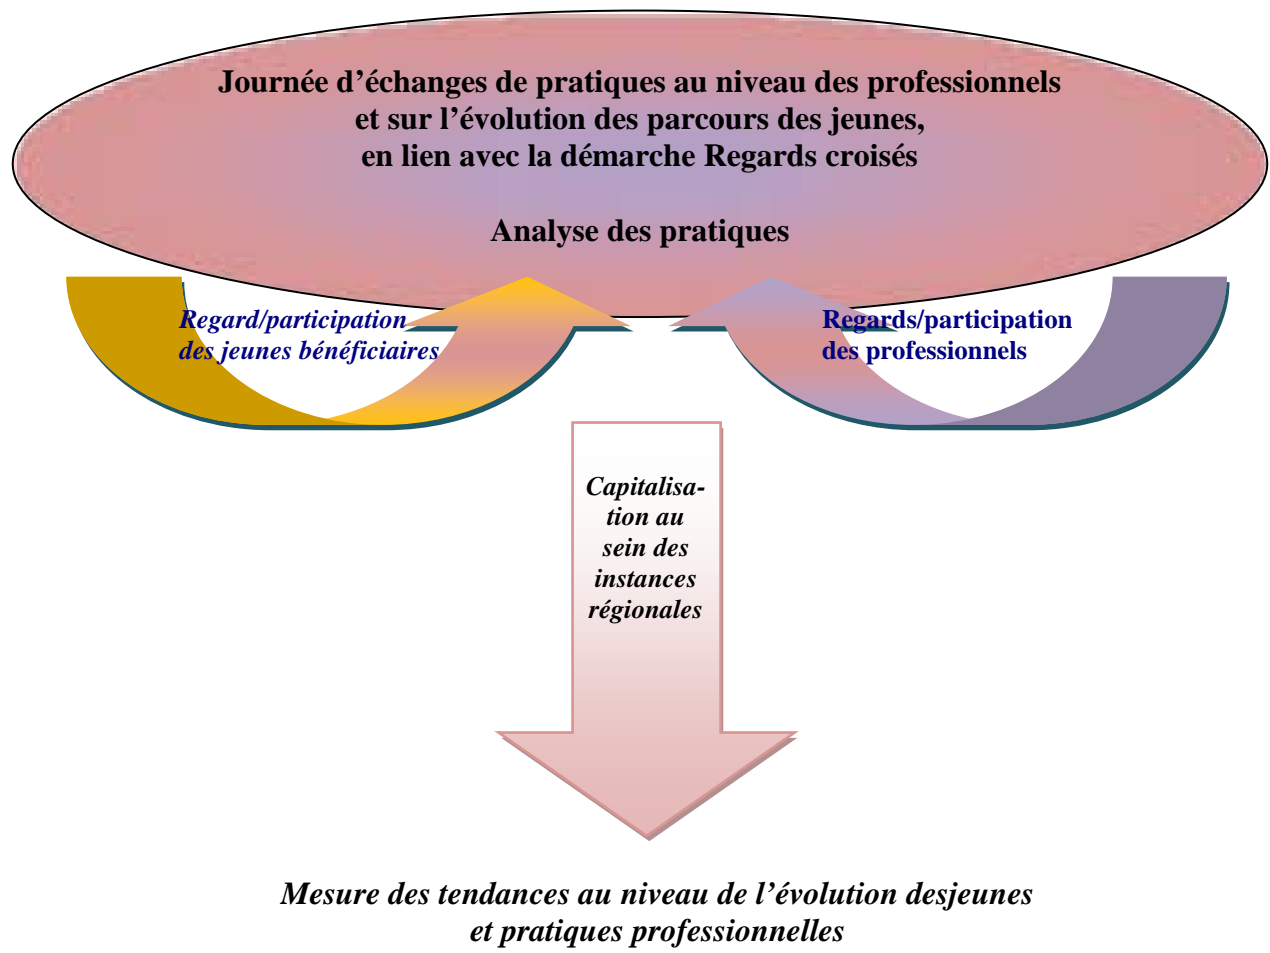 Journée d’échanges de pratiques au niveau des professionnels
et sur l’évolution des parcours des jeunes,
en lien avec la démarche Regards croisés
Analyse des pratiques
Regard/participation
des jeunes bénéficiaires
Regards/participation
des professionnels
Capitalisa-
tion au
sein des
instances
régionales
Mesure des tendances au niveau de l’évolution desjeunes
et pratiques professionnelles